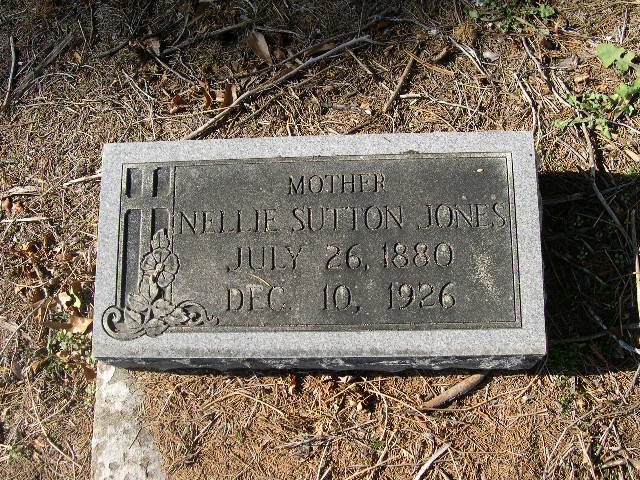 MOTHER
NELLIE SUTTON JONES
JULY 26, 1880
DEC. 10, 1926